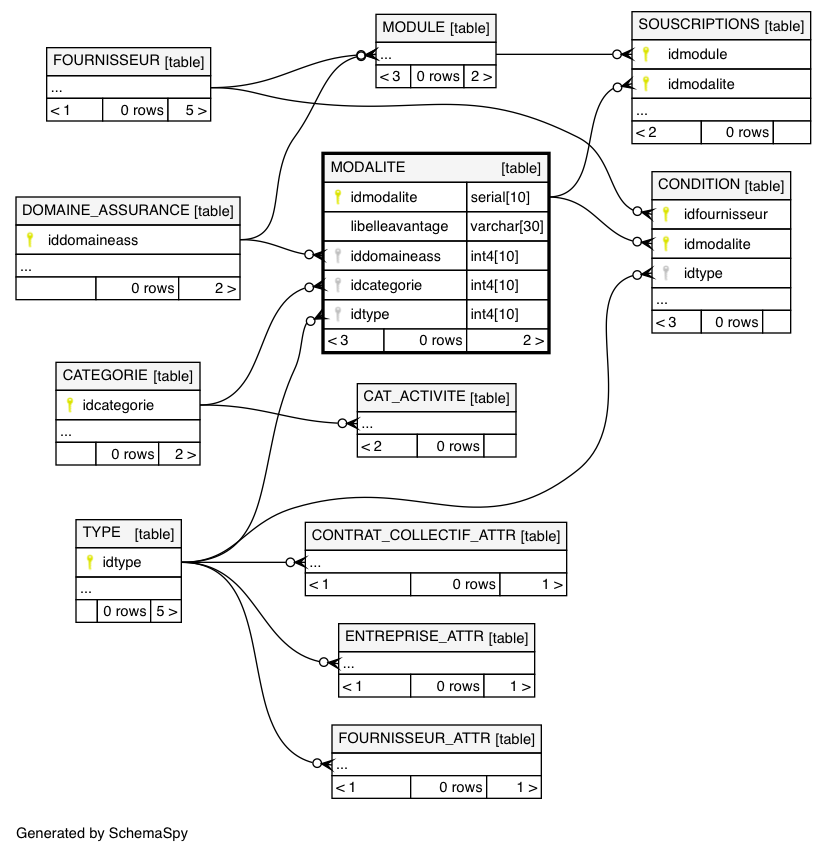 FOURNISSEUR [table]
...
< 1 0 rows 5 >
MODULE [table]
...
< 3 0 rows 2 >
SOUSCRIPTIONS [table]
idmodule
idmodalite
...
< 2 0 rows
MODALITE [table]
idmodalite serial[10]
libelleavantage varchar[30]
iddomaineass int4[10]
idcategorie int4[10]
idtype int4[10]
< 3 0 rows 2 >
CONDITION [table]
idfournisseur
idmodalite
idtype
...
< 3 0 rows
DOMAINE_ASSURANCE [table]
iddomaineass
...
0 rows 2 >
CATEGORIE [table]
idcategorie
...
0 rows 2 >
CAT_ACTIVITE [table]
...
< 2 0 rows
TYPE [table]
idtype
...
0 rows 5 >
CONTRAT_COLLECTIF_ATTR [table]
...
< 1 0 rows 1 >
ENTREPRISE_ATTR [table]
...
< 1 0 rows 1 >
FOURNISSEUR_ATTR [table]
...
< 1 0 rows 1 >
Generated by SchemaSpy